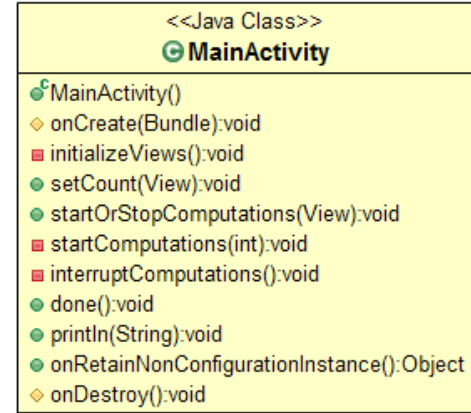 <<Java Class>>
MainActivity
MainActivity()
onCreate(Bundle):void
initializeViews():void
setCount(View):void
startOrStopComputations(View):void
startComputations(int):void
interruptComputations():void
done():void
println(String):void
onRetainNonConfigurationInstance():Object
onDestroy():void